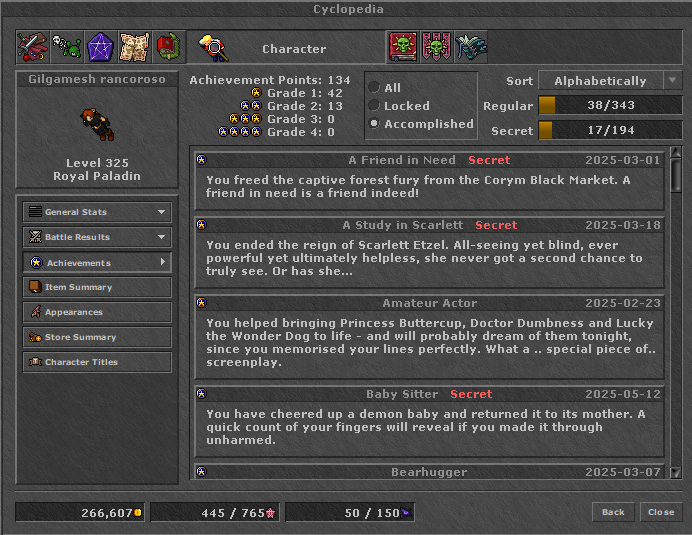 Cyclopedia
Character
Gilgamesh rancoroso
Level 325
Royal Paladin
General Stats
Battle Results
Achievements
Item Summary
Appearances
Store Summary
Character Titles
Achievement Points: 134
Grade 1: 42
Grade 2: 13
Grade 3: 0
Grade 4: 0
All
Locked
Accomplished
Sort Alphabetically
Regular 38/343
Secret 17/194
A Friend in Need Secret 2025-03-01
You freed the captive forest fury from the Corym Black Market. A
friend in need is a friend indeed!
A Study in Scarlett Secret 2025-03-18
You ended the reign of Scarlett Etzel. All-seeing yet blind, ever
powerful yet ultimately helpless, she never got a second chance to
truly see. Or has she...
Amateur Actor 2025-02-23
You helped bringing Princess Buttercup, Doctor Dumbness and Lucky
the Wonder Dog to life - and will probably dream of them tonight,
since you memorised your lines perfectly. What a .. special piece of..
screenplay.
Baby Sitter Secret 2025-05-12
You have cheered up a demon baby and returned it to its mother. A
quick count of your fingers will reveal if you made it through
unharmed.
Bearhugger 2025-03-07
266,607
445 / 765
50 / 150
Back
Close